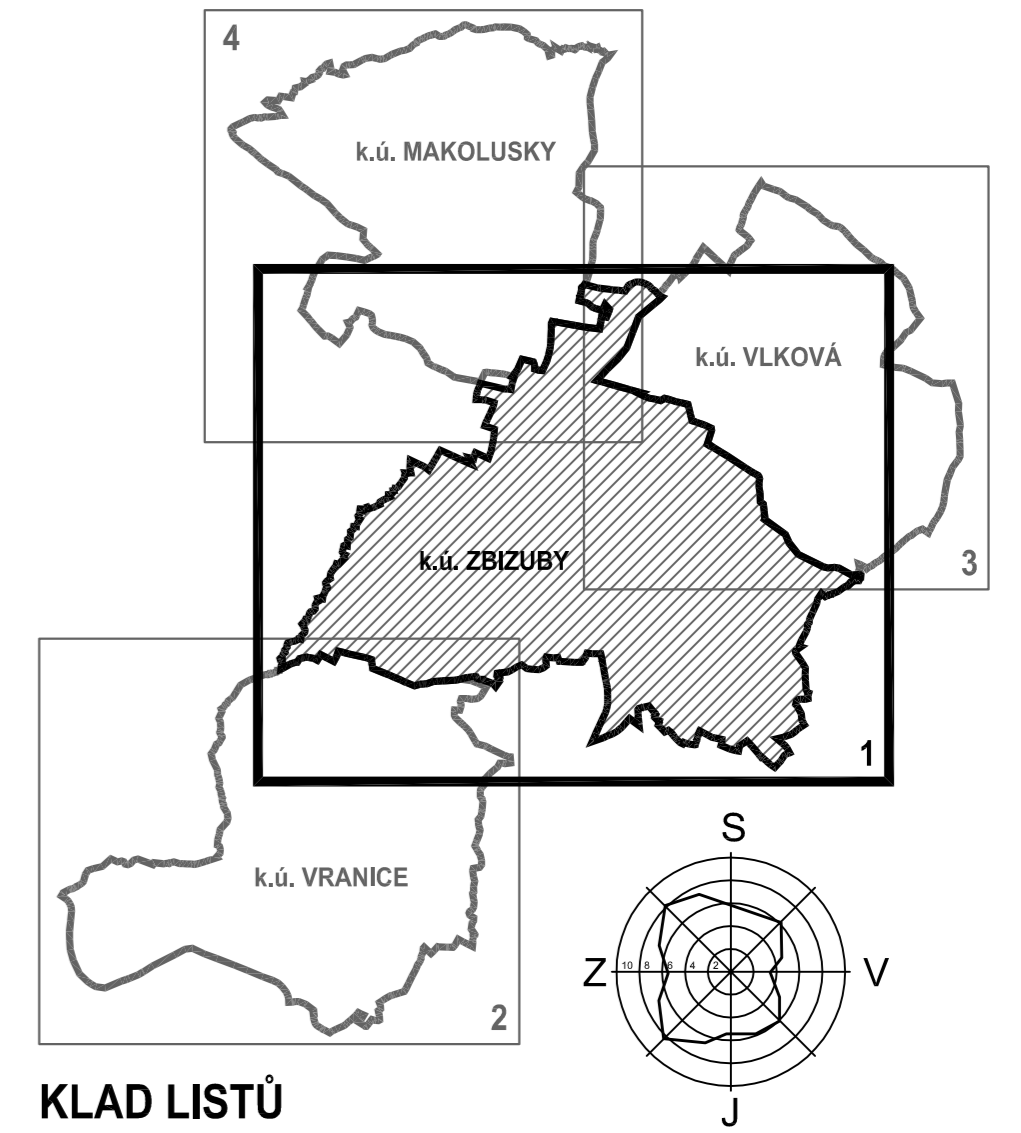 4
k.ú. MAKOLUSKY
k.ú. VLKOVÁ
k.ú. ZBIZUBY
3
1
k.ú. VRANICE
2
S
Z
10 8 6 4 2
V
J
KLAD LISTŮ